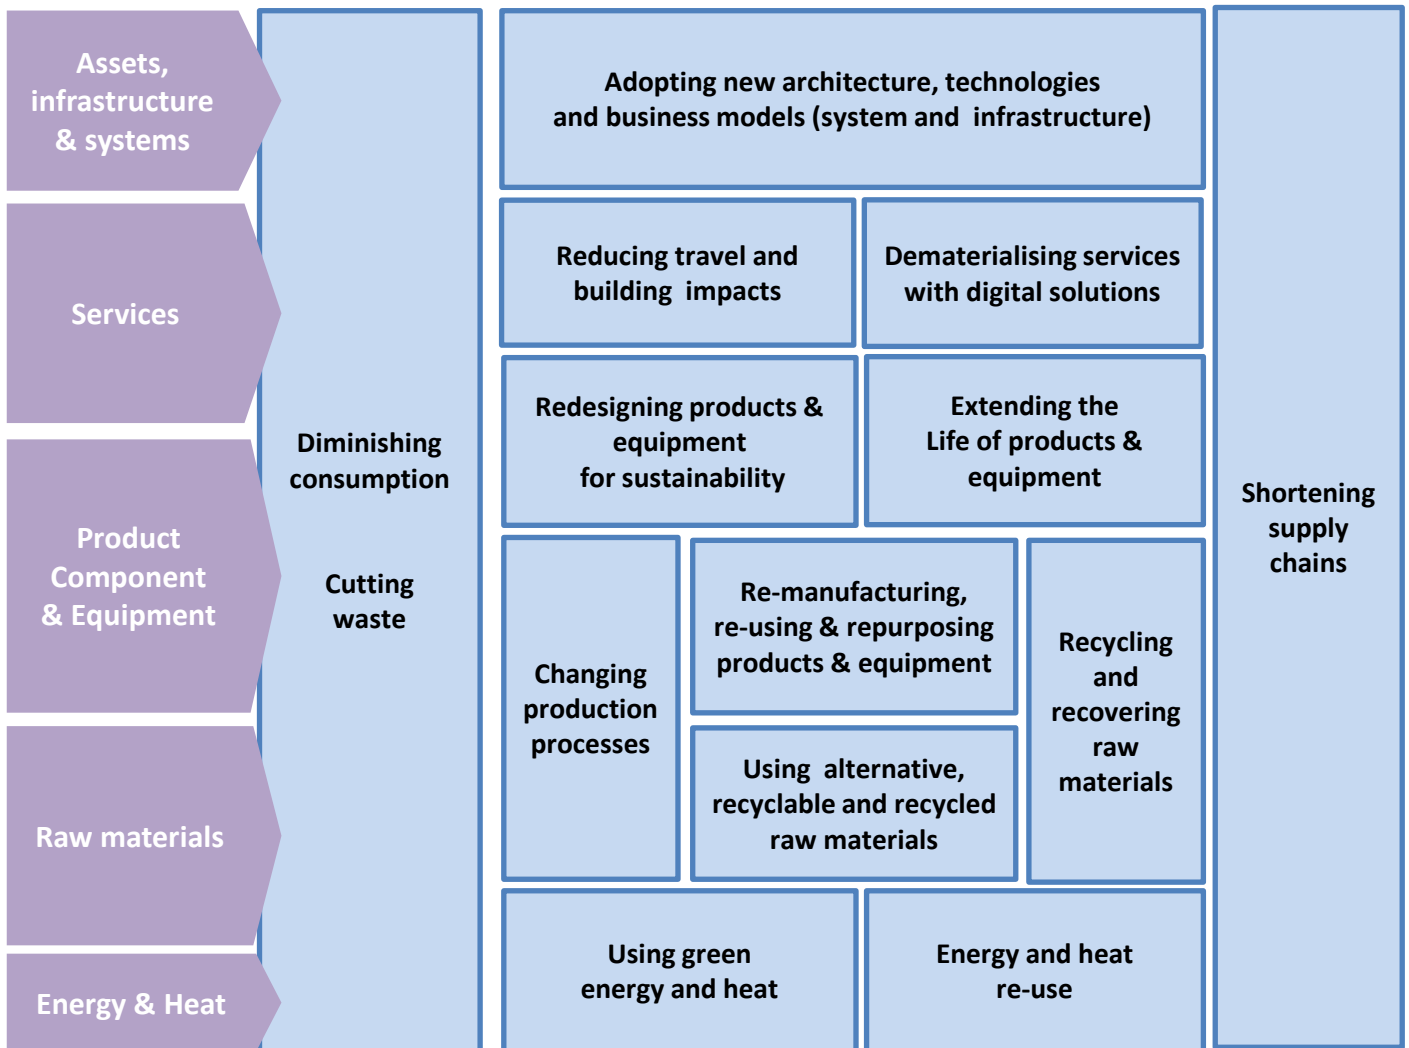 Assets,
infrastructure
& systems
Services
Product
Component
& Equipment
Raw materials
Energy & Heat
Diminishing
consumption
Cutting
waste
Adopting new architecture, technologies
and business models (system and infrastructure)
Reducing travel and
building impacts
Dematerialising services
with digital solutions
Redesigning products &
equipment
for sustainability
Extending the
Life of products &
equipment
Changing
production
processes
Re-manufacturing,
re-using & repurposing
products & equipment
Using alternative,
recyclable and recycled
raw materials
Recycling
and
recovering
raw
materials
Using green
energy and heat
Energy and heat
re-use
Shortening
supply
chains